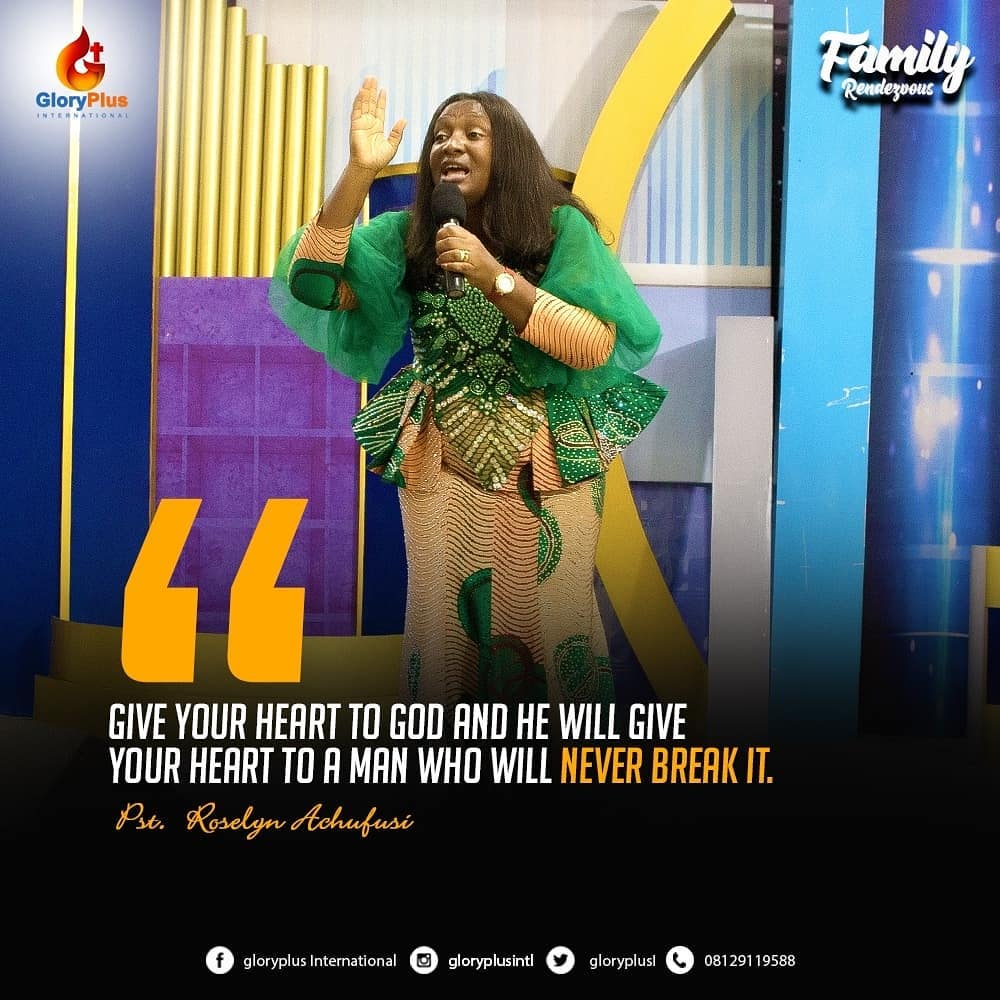 GloryPlus
INTERNATIONAL
Family
Rendezvous
GIVE YOUR HEART TO GOD AND HE WILL GIVE
YOUR HEART TO A MAN WHO WILL NEVER BREAK IT.
Pst. Roselyn Achufusi
gloryplus International gloryplusintl gloryplusI 08129119588